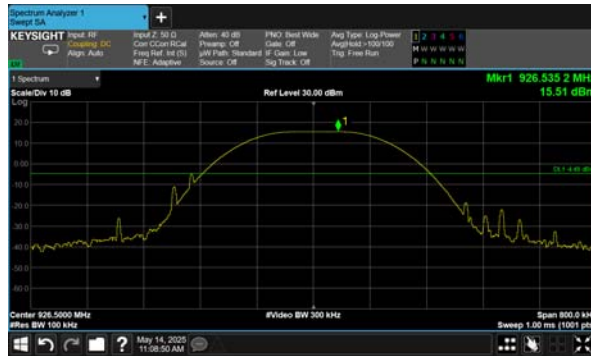 Spectrum Analyzer 1
Swept SA
+
KEYSIGHT
Input: RF
Coupling: DC
Align: Auto
Input Z: 50 Ω
Corr CCorr RCal
Freq Ref: Int (S)
NFE: Adaptive
Atten: 40 dB
Preamp: Off
µW Path: Standard
Source: Off
PNO: Best Wide
Gate: Off
IF Gain: Low
Sig Track: Off
Avg Type: Log-Power
Avg|Hold >100/100
Trig: Free Run
1 2 3 4 5 6
M W W W W W
P N N N N N
1 Spectrum
Scale/Div 10 dB
Ref Level 30.00 dBm
Mkr1 926.535 2 MH
15.51 dB
Log
20.0
10.0
0.00
1
DL1
-10.0
-20.0
-30.0
-40.0
-50.0
-60.0
Center 926.5000 MHz
#Video BW 300 kHz
Span 800.0 kH
#Res BW 100 kHz
Sweep 1.00 ms (1001 pt
?
May 14, 2025
11:08:50 AM